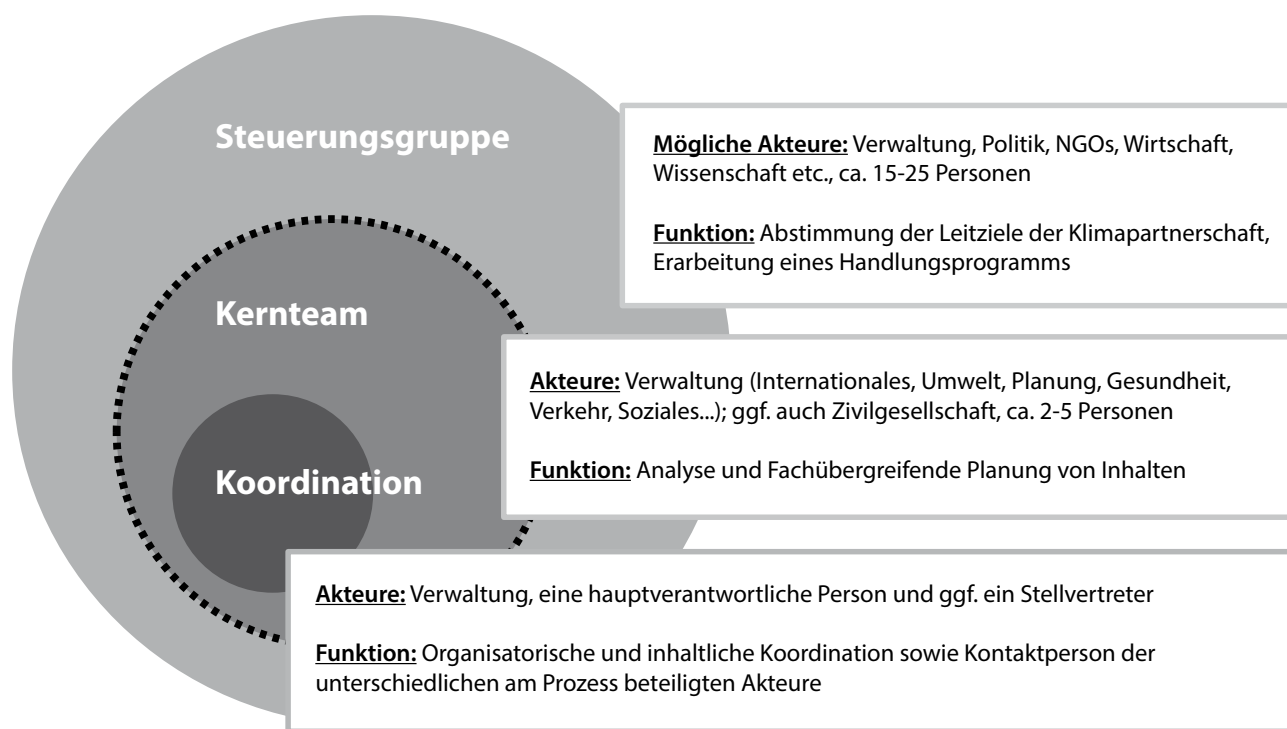 Steuerungsgruppe
Mögliche Akteure: Verwaltung, Politik, NGOs, Wirtschaft,
Wissenschaft etc., ca. 15-25 Personen
Funktion: Abstimmung der Leitziele der Klimapartnerschaft,
Erarbeitung eines Handlungsprogramms
Kernteam
Akteure: Verwaltung (Internationales, Umwelt, Planung, Gesundheit,
Verkehr, Soziales...); ggf. auch Zivilgesellschaft, ca. 2-5 Personen
Funktion: Analyse und Fachübergreifende Planung von Inhalten
Koordination
Akteure: Verwaltung, eine hauptverantwortliche Person und ggf. ein Stellvertreter
Funktion: Organisatorische und inhaltliche Koordination sowie Kontaktperson der
unterschiedlichen am Prozess beteiligten Akteure